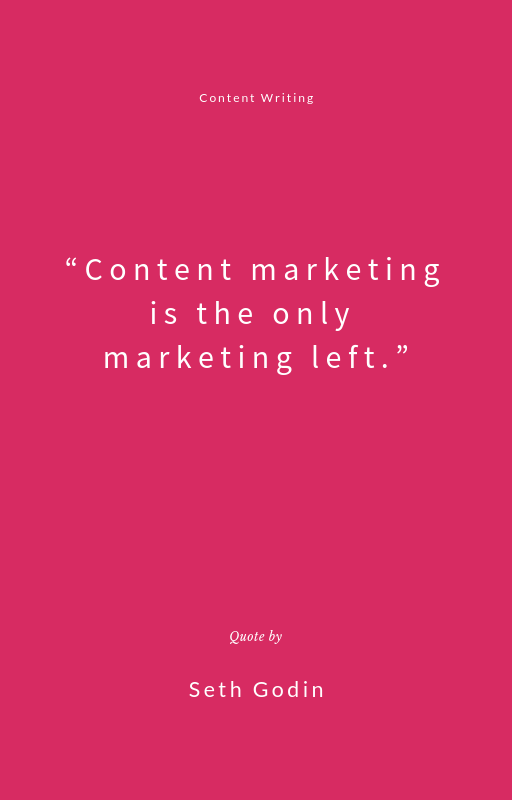 Content Writing
“Content marketing
is the only
marketing left.”
Quote by
Seth Godin